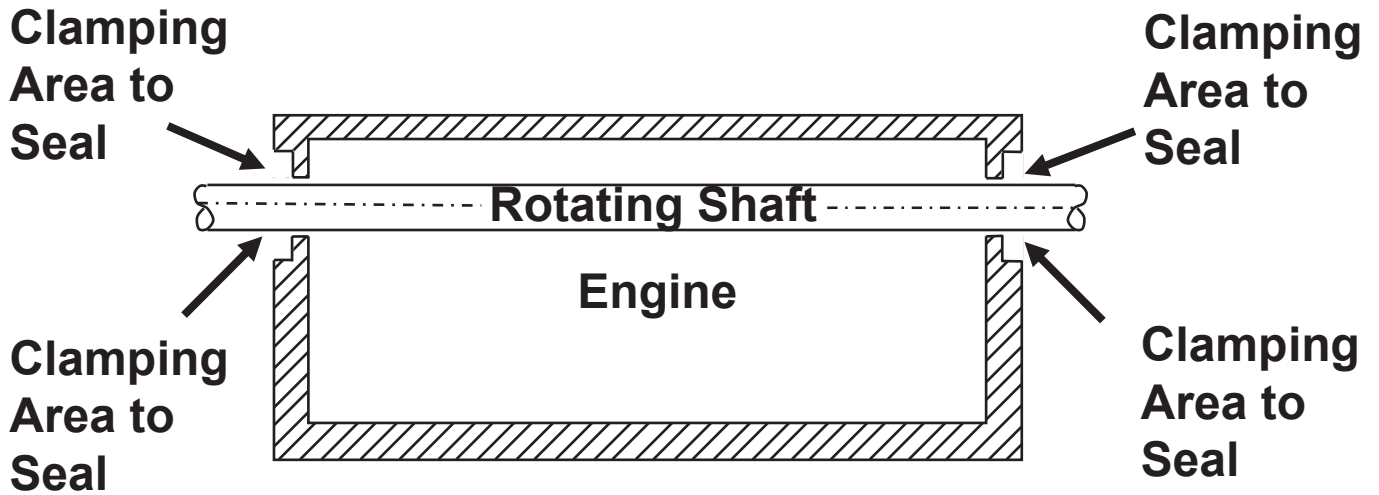 Clamping
Area to
Seal
Clamping
Area to
Seal
Rotating Shaft
Engine
Clamping
Area to
Seal
Clamping
Area to
Seal